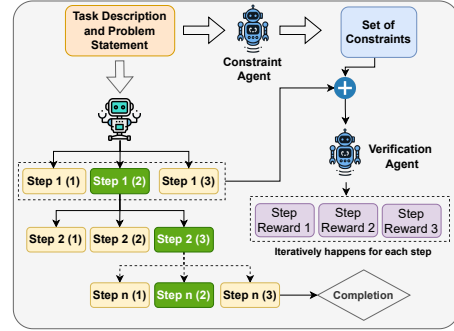 Task Description
and Problem
Statement
Constraint
Agent
Set of
Constraints
Verification
Agent
Step 1 (1)
Step 1 (2)
Step 1 (3)
Step 2 (1)
Step 2 (2)
Step 2 (3)
Step
Reward 1
Step
Reward 2
Step
Reward 3
Iteratively happens for each step
Step n (1)
Step n (2)
Step n (3)
Completion